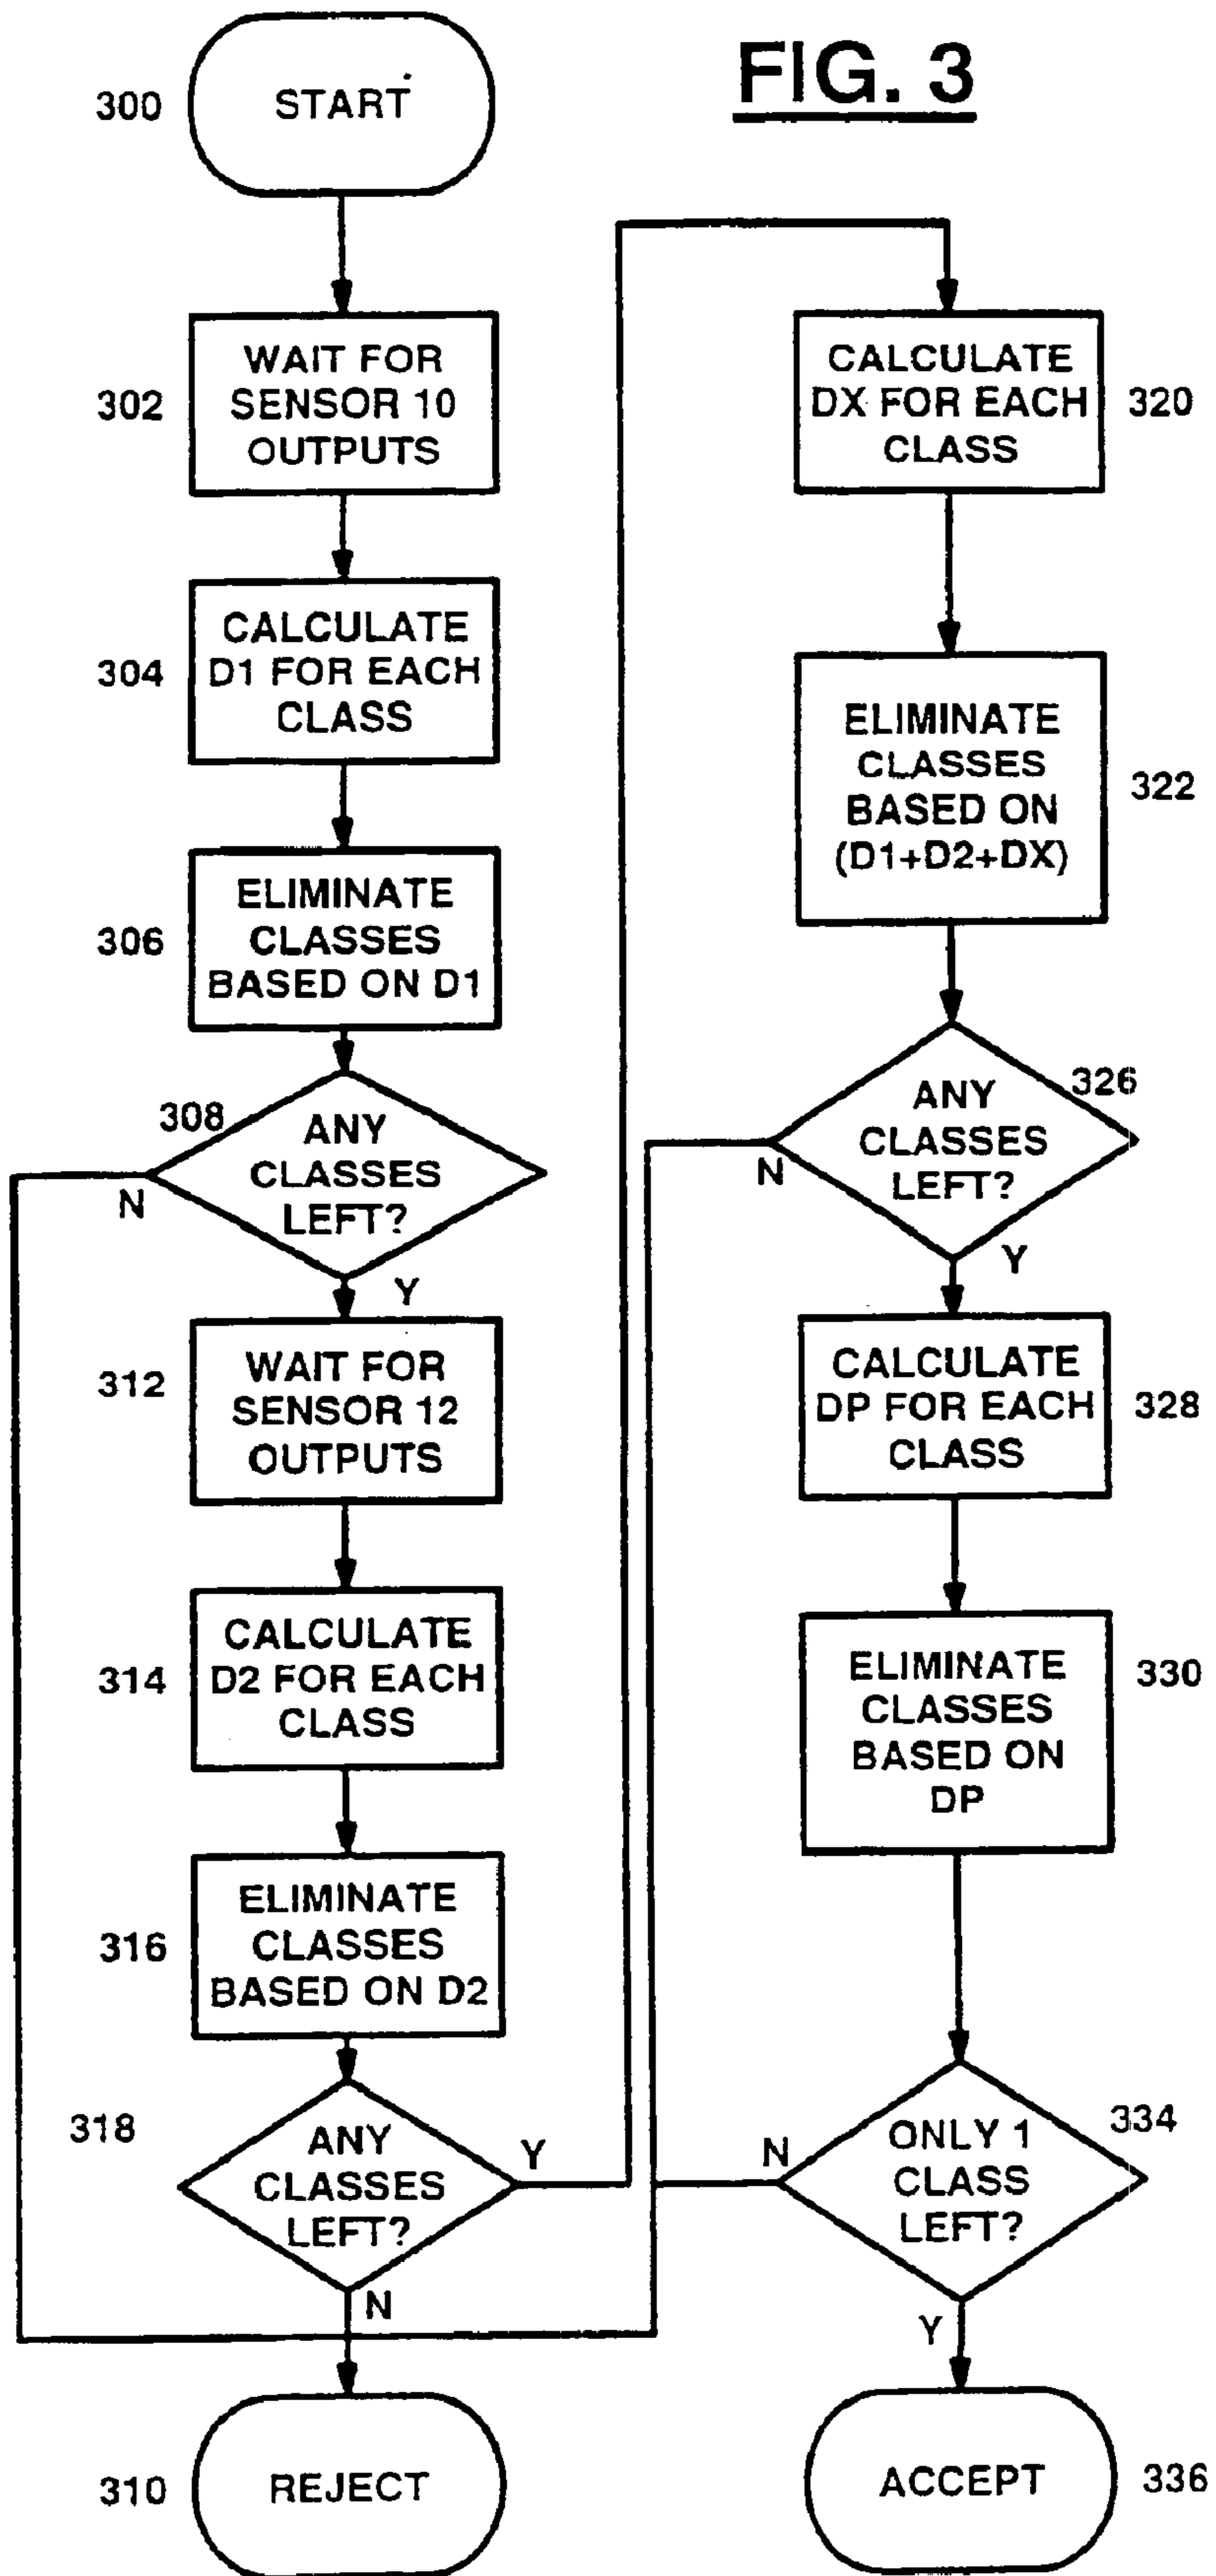 FIG. 3
300
START
302
WAIT FOR
SENSOR 10
OUTPUTS
304
CALCULATE
D1 FOR EACH
CLASS
306
ELIMINATE
CLASSES
BASED ON D1
308
ANY
CLASSES
LEFT?
N
Y
312
WAIT FOR
SENSOR 12
OUTPUTS
314
CALCULATE
D2 FOR EACH
CLASS
316
ELIMINATE
CLASSES
BASED ON D2
318
ANY
CLASSES
LEFT?
Y
N
310
REJECT
CALCULATE
DX FOR EACH
CLASS
320
ELIMINATE
CLASSES
BASED ON
(D1+D2+DX)
322
326
ANY
CLASSES
LEFT?
N
Y
CALCULATE
DP FOR EACH
CLASS
328
ELIMINATE
CLASSES
BASED ON
DP
330
334
ONLY 1
CLASS
LEFT?
N
Y
ACCEPT
336